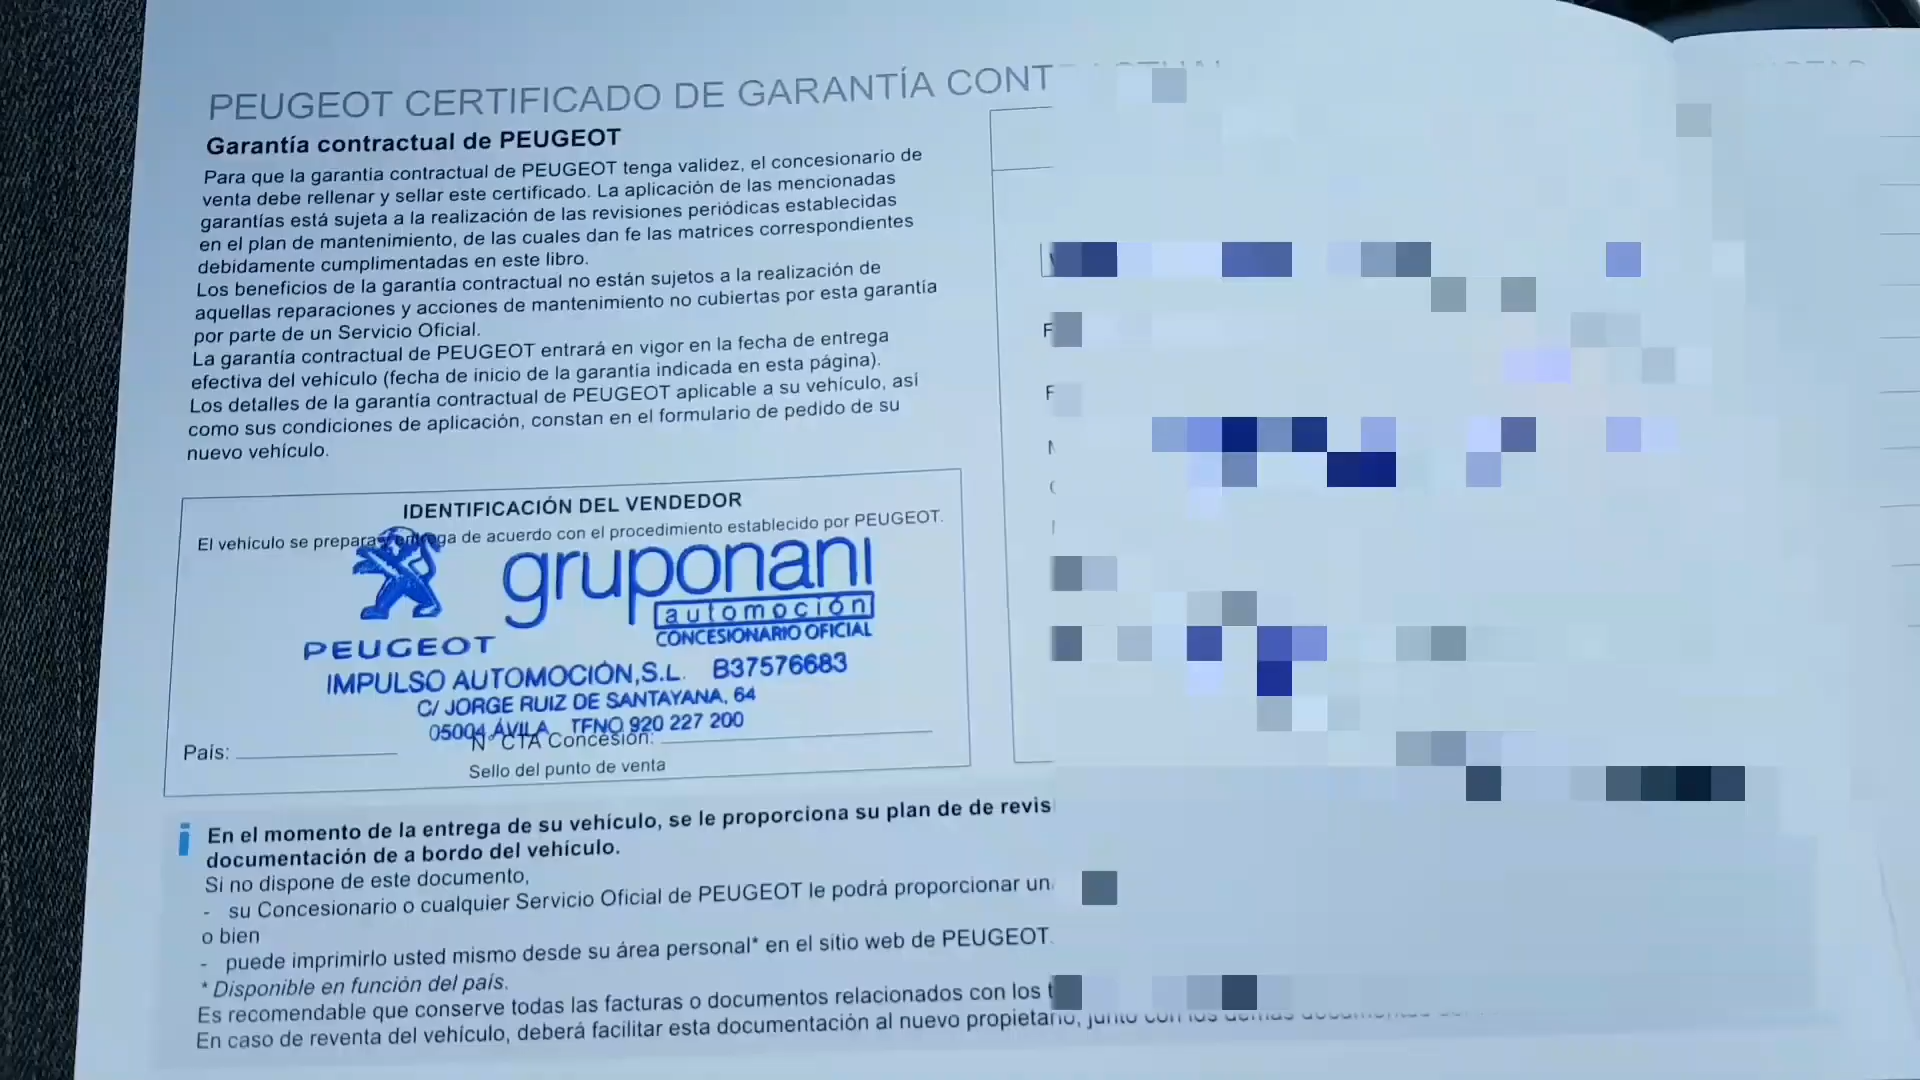 PEUGEOT CERTIFICADO DE GARANTÍA CONT
Garantía contractual de PEUGEOT
Para que la garantia contractual de PEUGEOT tenga validez, el concesionario de
venta debe rellenar y sellar este certificado. La aplicación de las mencionadas
garantías está sujeta a la realización de las revisiones periódicas establecidas
en el plan de mantenimiento, de las cuales dan fe las matrices correspondientes
debidamente cumplimentadas en este libro.
Los beneficios de la garantía contractual no están sujetos a la realización de
aquellas reparaciones y acciones de mantenimiento no cubiertas por esta garantía
por parte de un Servicio Oficial.
La garantía contractual de PEUGEOT entrará en vigor en la fecha de entrega
efectiva del vehículo (fecha de inicio de la garantía indicada en esta página).
Los detalles de la garantía contractual de PEUGEOT aplicable a su vehículo, así
como sus condiciones de aplicación, constan en el formulario de pedido de su
nuevo vehículo.
IDENTIFICACIÓN DEL VENDEDOR
El vehículo se prepara y entrega de acuerdo con el procedimiento establecido por PEUGEOT.
gruponani
automoción
CONCESIONARIO OFICIAL
PEUGEOT
IMPULSO AUTOMOCIÓN,S.L. B37576683
C/ JORGE RUIZ DE SANTAYANA, 64
05004 ÁVILA TFNO 920 227 200
País: N° CTA Concesión:
Sello del punto de venta
En el momento de la entrega de su vehículo, se le proporciona su plan de de revis
documentación de a bordo del vehículo.
Si no dispone de este documento,
- su Concesionario o cualquier Servicio Oficial de PEUGEOT le podrá proporcionar un
o bien
- puede imprimirlo usted mismo desde su área personal* en el sitio web de PEUGEOT.
* Disponible en función del país.
Es recomendable que conserve todas las facturas o documentos relacionados con los t
En caso de reventa del vehículo, deberá facilitar esta documentación al nuevo propietario, junto con los demás